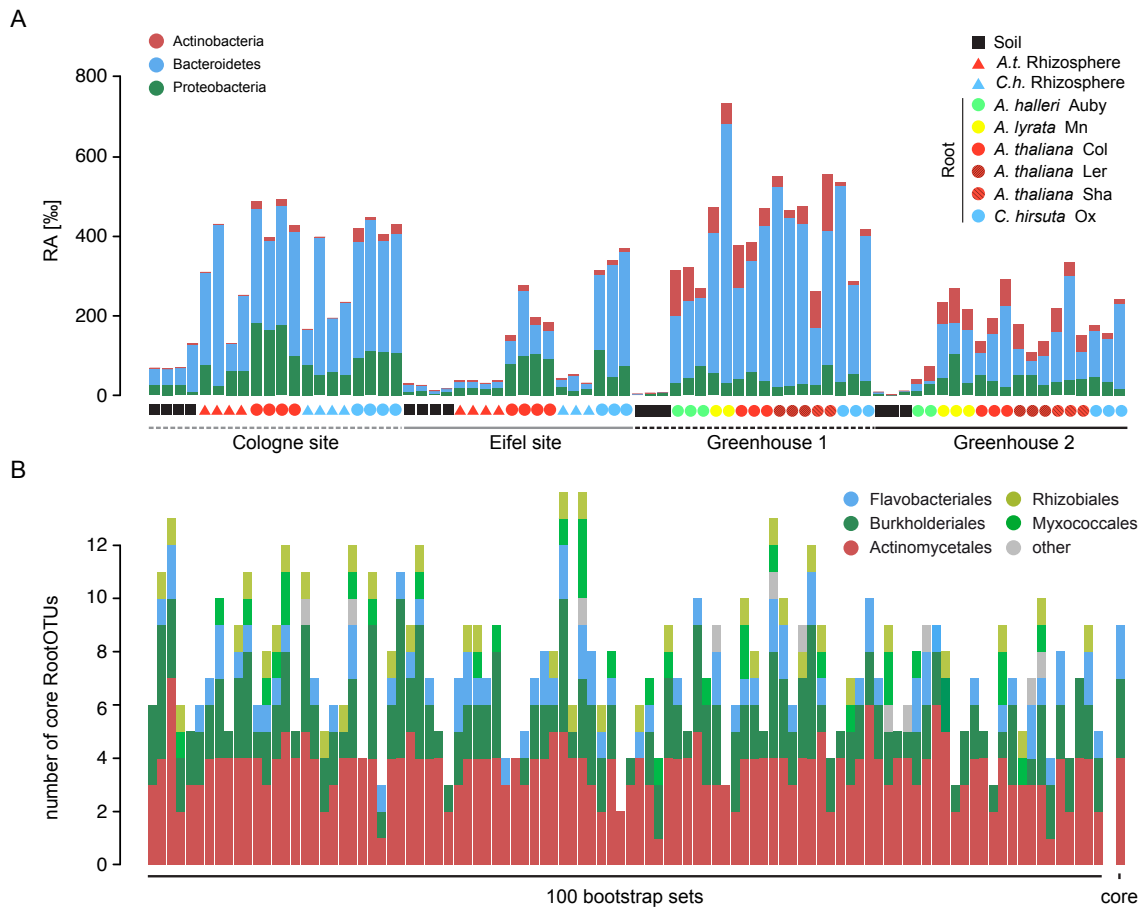 A
Actinobacteria
Bacteroidetes
Proteobacteria
Soil
A.t. Rhizosphere
C.h. Rhizosphere
A. halleri Auby
A. lyrata Mn
A. thaliana Col
A. thaliana Ler
A. thaliana Sha
C. hirsuta Ox
Root
RA [‰]
800
600
400
200
0
Cologne site
Eifel site
Greenhouse 1
Greenhouse 2
B
Flavobacteriales
Burkholderiales
Actinomycetales
Rhizobiales
Myxococcales
other
number of core RootOTUs
12
10
8
6
4
2
0
100 bootstrap sets
core